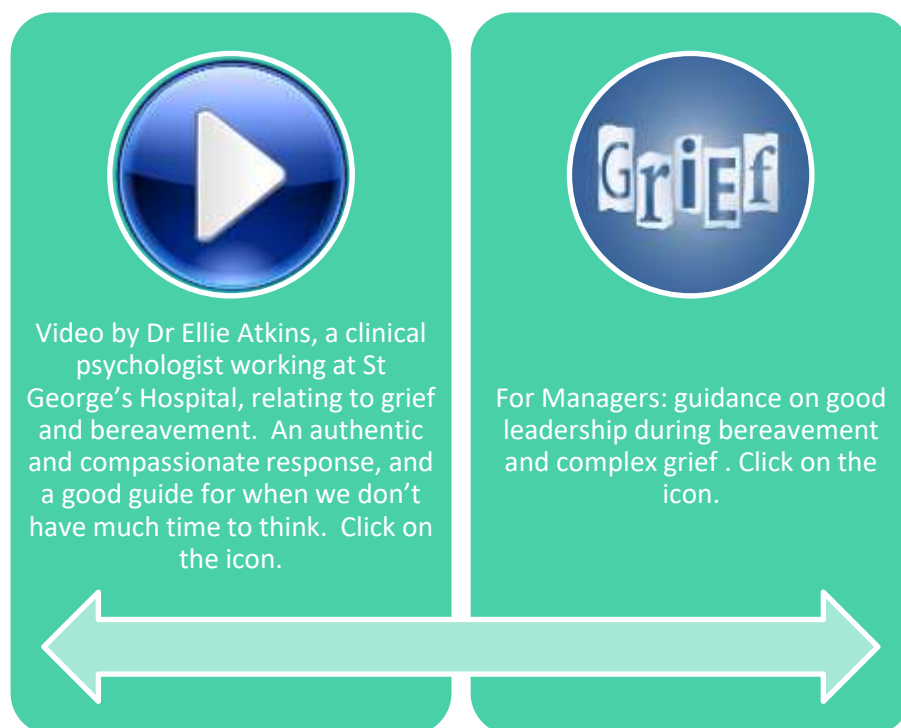 Video by Dr Ellie Atkins, a clinical
psychologist working at St
George’s Hospital, relating to grief
and bereavement.  An authentic
and compassionate response, and
a good guide for when we don’t
have much time to think.  Click on
the icon.
GriEf
For Managers: guidance on good
leadership during bereavement
and complex grief . Click on the
icon.